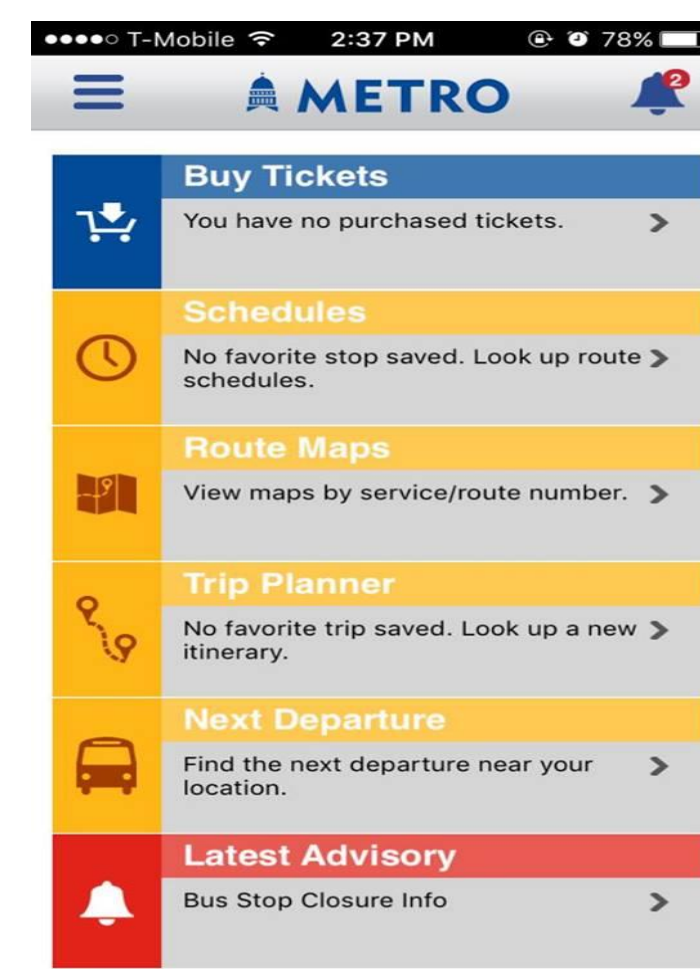 T-Mobile 2:37 PM 78%
METRO 2
Buy Tickets
You have no purchased tickets.
Schedules
No favorite stop saved. Look up route
schedules.
Route Maps
View maps by service/route number.
Trip Planner
No favorite trip saved. Look up a new
itinerary.
Next Departure
Find the next departure near your
location.
Latest Advisory
Bus Stop Closure Info